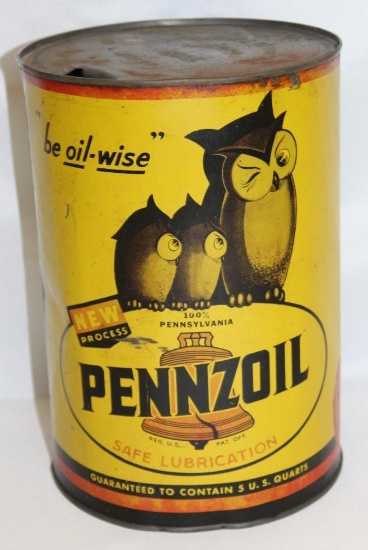 "be oil-wise"
NEW
PROCESS
100%
PENNSYLVANIA
PENNZOIL
REG. U.S. PAT. OFF.
SAFE LUBRICATION
GUARANTEED TO CONTAIN 5 U.S. QUARTS